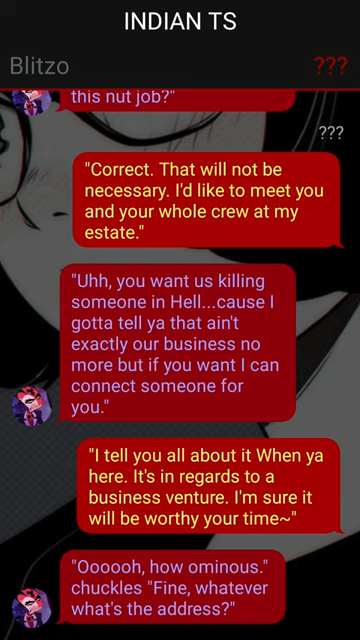 INDIAN TS
Blitzo ???
this nut job?"
???
"Correct. That will not be
necessary. I'd like to meet you
and your whole crew at my
estate."
"Uhh, you want us killing
someone in Hell...cause I
gotta tell ya that ain't
exactly our business no
more but if you want I can
connect someone for
you."
"I tell you all about it When ya
here. It's in regards to a
business venture. I'm sure it
will be worthy your time~"
"Oooooh, how ominous."
chuckles "Fine, whatever
what's the address?"